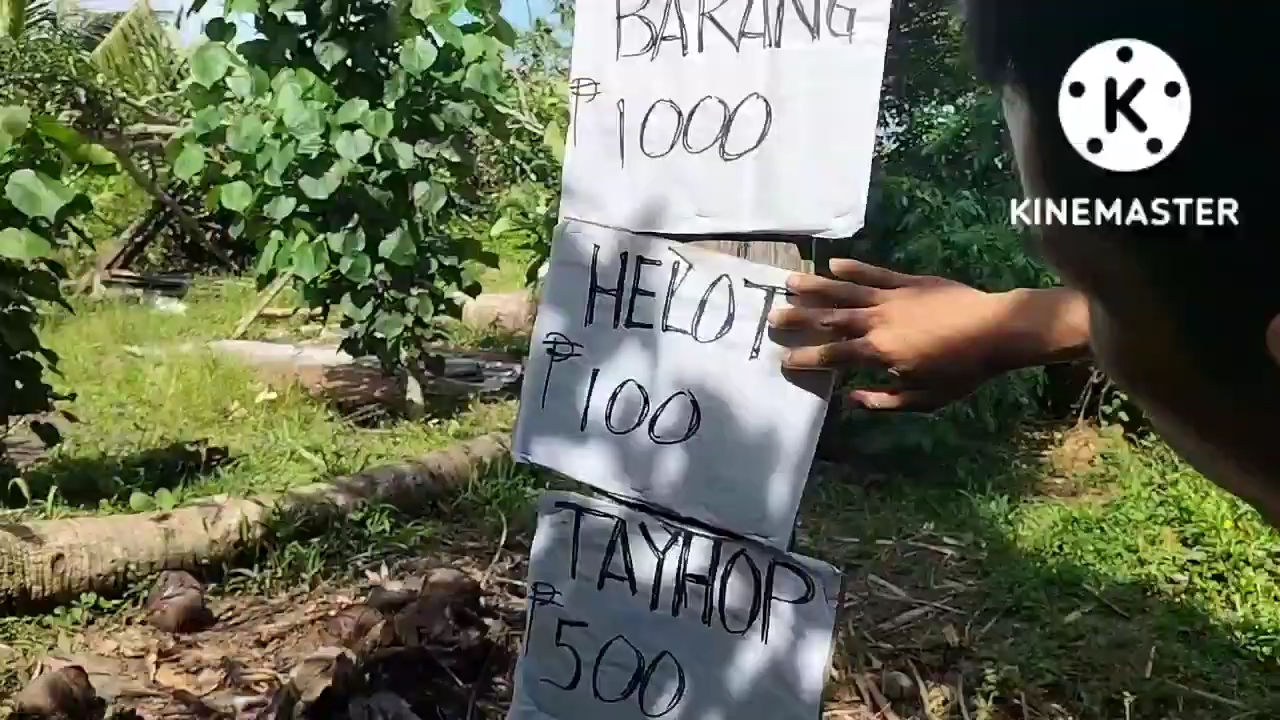 BARANG
₱1000
K
KINEMASTER
HELOT
₱100
TAYHOP
₱500